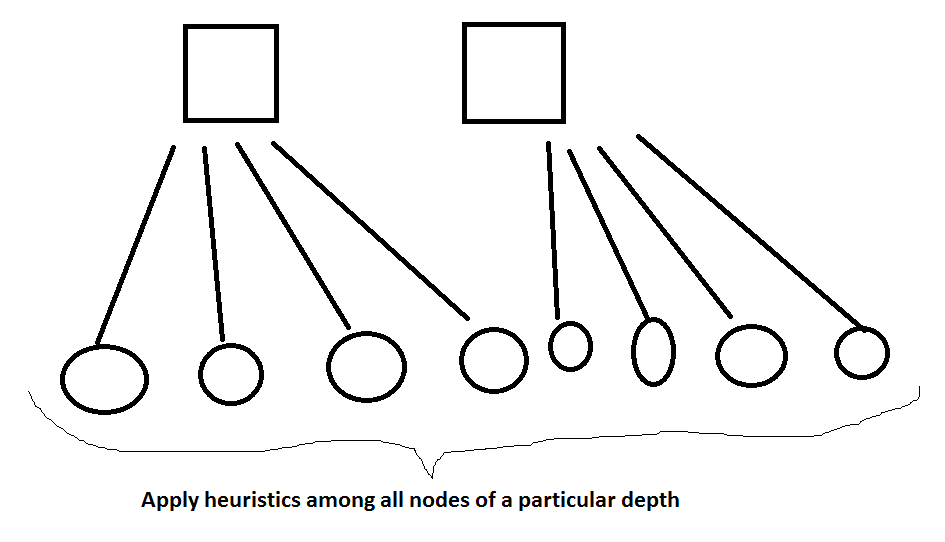 Apply heuristics among all nodes of a particular depth